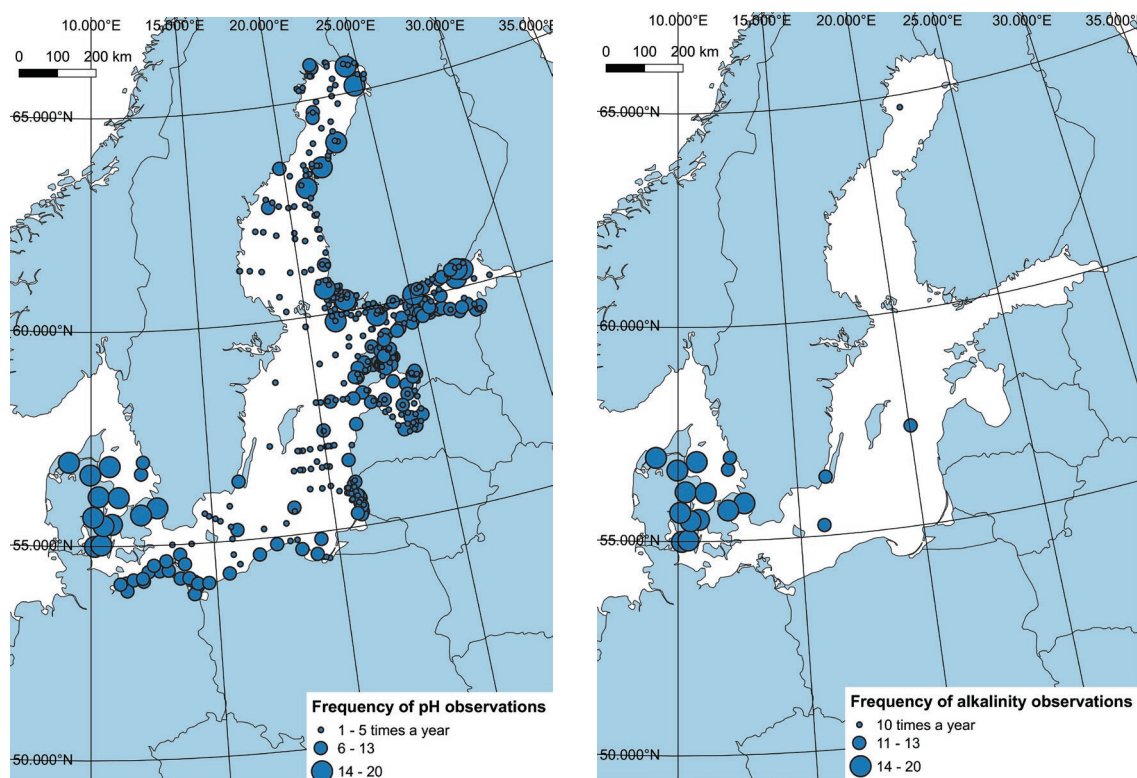 10.000°N 15.000°N 20.000°N 25.000°N 30.000°N 35.000°N
0 100 200 km
65.000°N
60.000°N
55.000°N
50.000°N
Frequency of pH observations
1 - 5 times a year
6 - 13
14 - 20
10.000°N 15.000°N 20.000°N 25.000°N 30.000°N 35.000°N
0 100 200 km
65.000°N
60.000°N
55.000°N
50.000°N
Frequency of alkalinity observations
10 times a year
11 - 13
14 - 20